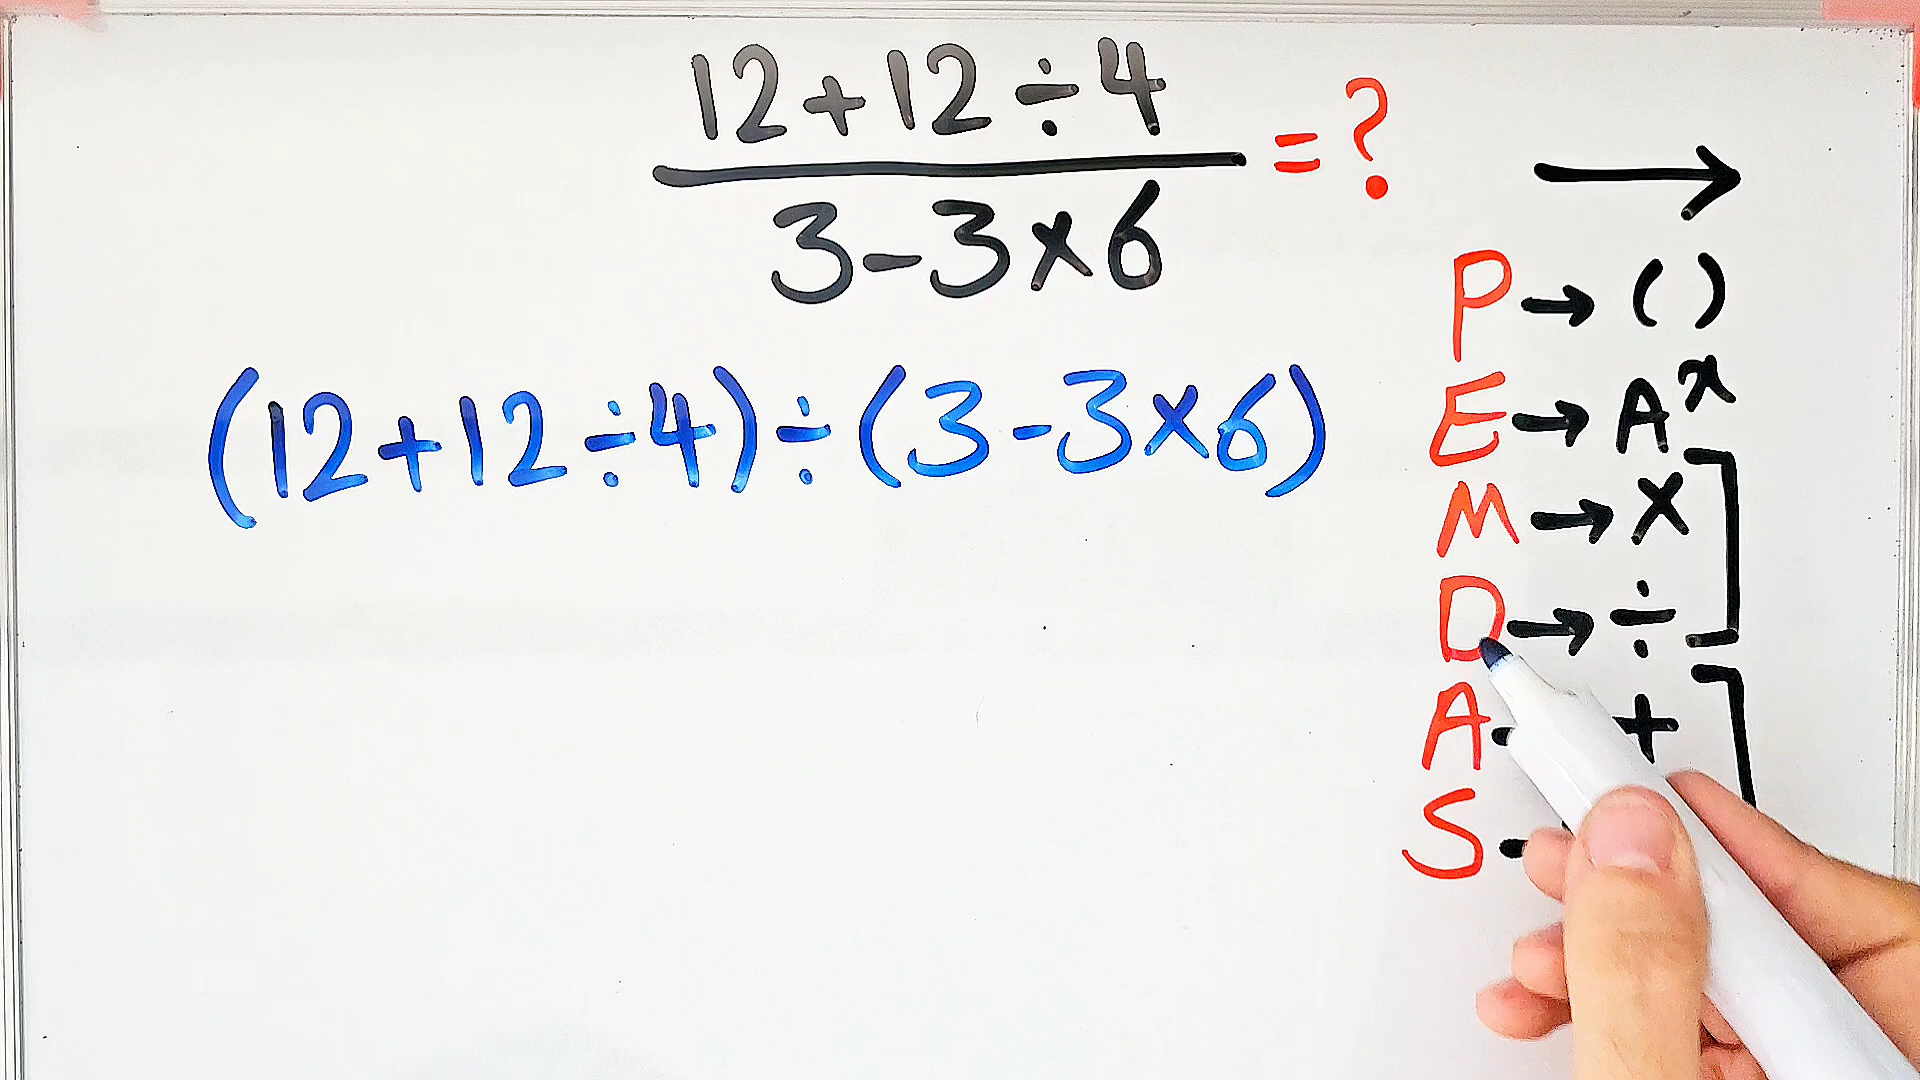 12+12÷4
= ?
3-3×6
(12+12÷4)÷(3-3×6)
P → ( )
E → Aˣ
M → ×
D → ÷
A - +
S -